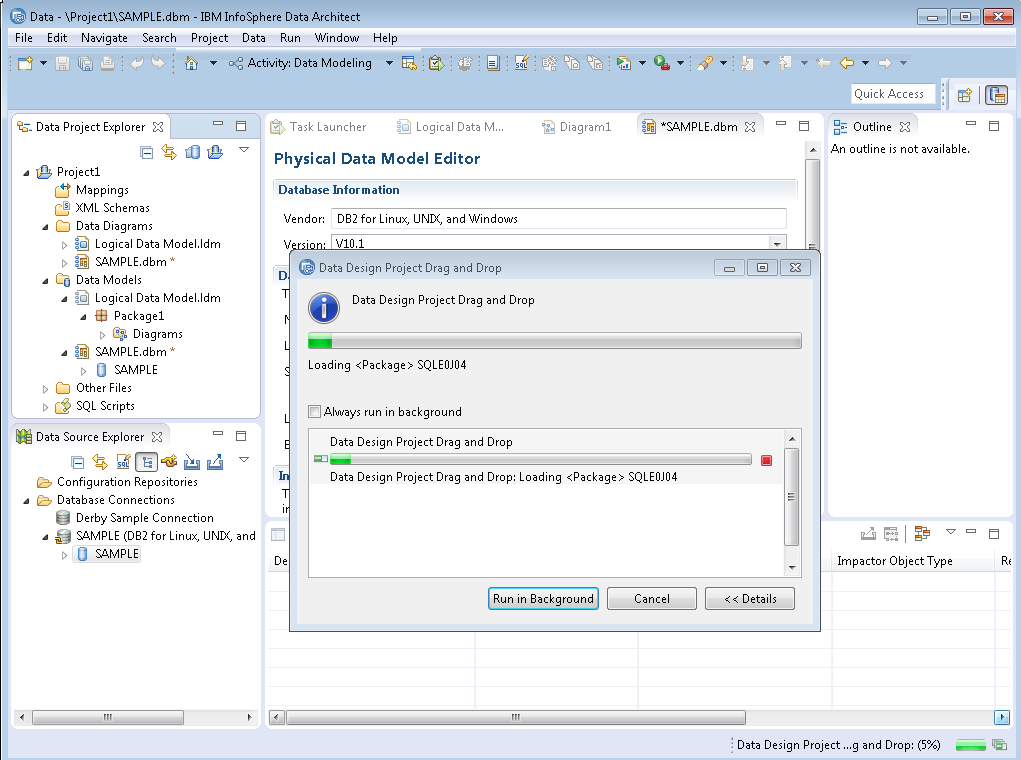 Data - \Project1\SAMPLE.dbm - IBM InfoSphere Data Architect
File Edit Navigate Search Project Data Run Window Help
Activity: Data Modeling
Quick Access
Data Project Explorer
Project1
Mappings
XML Schemas
Data Diagrams
Logical Data Model.ldm
SAMPLE.dbm *
Data Models
Logical Data Model.ldm
Package1
Diagrams
SAMPLE.dbm *
SAMPLE
Other Files
SQL Scripts
Data Source Explorer
Configuration Repositories
Database Connections
Derby Sample Connection
SAMPLE (DB2 for Linux, UNIX, and
SAMPLE
Task Launcher Logical Data M... Diagram1 *SAMPLE.dbm
Physical Data Model Editor
Database Information
Vendor: DB2 for Linux, UNIX, and Windows
Version: V10.1
Outline
An outline is not available.
Data Design Project Drag and Drop
Data Design Project Drag and Drop
Loading <Package> SQLE0J04
Always run in background
Data Design Project Drag and Drop
Data Design Project Drag and Drop: Loading <Package> SQLE0J04
Run in Background Cancel << Details
Impactor Object Type
Data Design Project ...g and Drop: (5%)